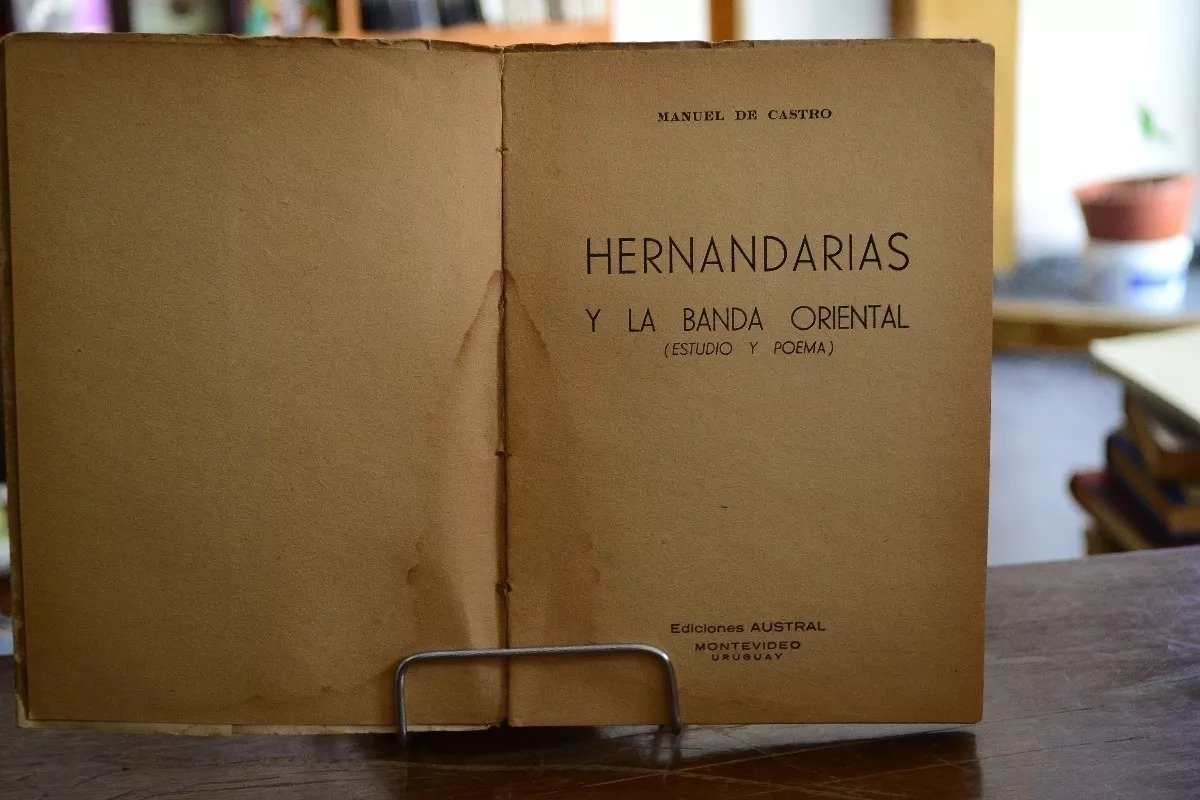 MANUEL DE CASTRO
HERNANDARIAS
Y LA BANDA ORIENTAL
(ESTUDIO Y POEMA)
Ediciones AUSTRAL
MONTEVIDEO
URUGUAY